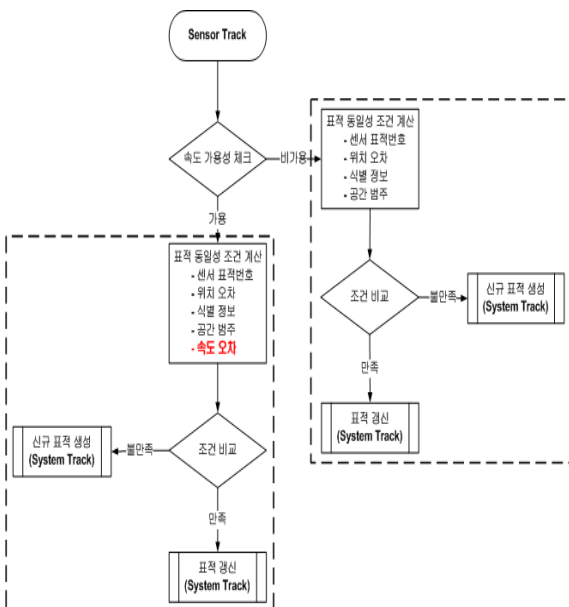 Sensor Track
속도 가용성 체크
비가용
가용
표적 동일성 조건 계산
- 센서 표적번호
- 위치 오차
- 식별 정보
- 공간 범주
조건 비교
불만족
신규 표적 생성
(System Track)
만족
표적 갱신
(System Track)
표적 동일성 조건 계산
- 센서 표적번호
- 위치 오차
- 식별 정보
- 공간 범주
- 속도 오차
조건 비교
불만족
신규 표적 생성
(System Track)
만족
표적 갱신
(System Track)